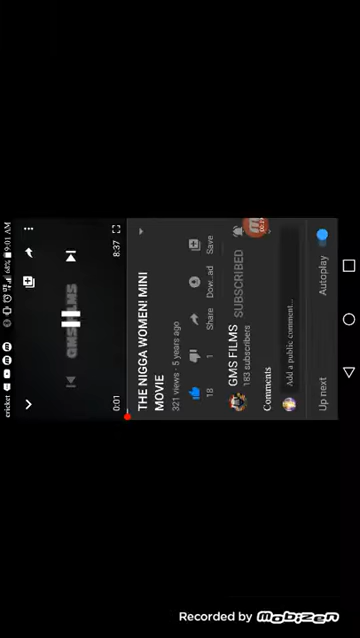 cricket 68% 9:01 AM
GMS FILMS
0:01 8:37
THE NIGGA WOMEN! MINI
MOVIE
321 views · 5 years ago
18 1 Share Dow...ad Save
GMS FILMS SUBSCRIBED
183 subscribers
Comments
Add a public comment...
Up next Autoplay
Recorded by Mobizen